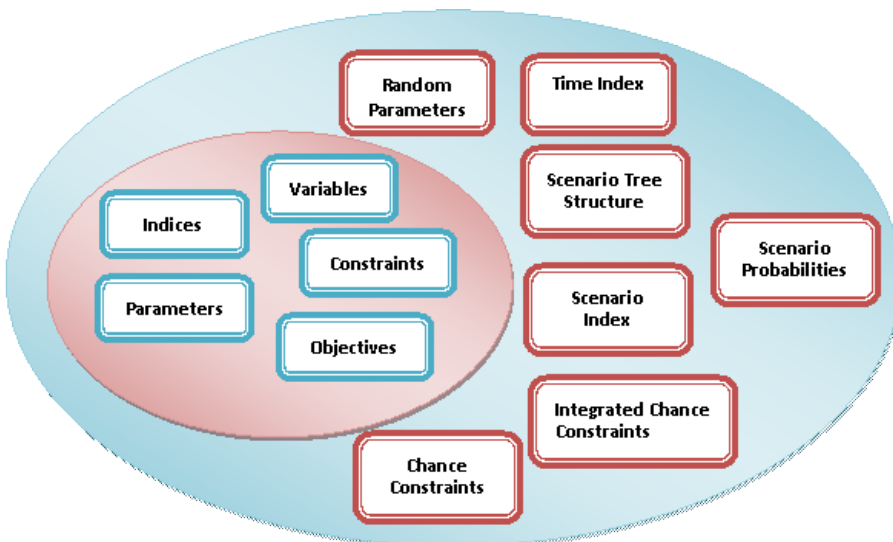 Random
Parameters
Time Index
Variables
Indices
Scenario Tree
Structure
Constraints
Scenario
Probabilities
Parameters
Scenario
Index
Objectives
Integrated Chance
Constraints
Chance
Constraints